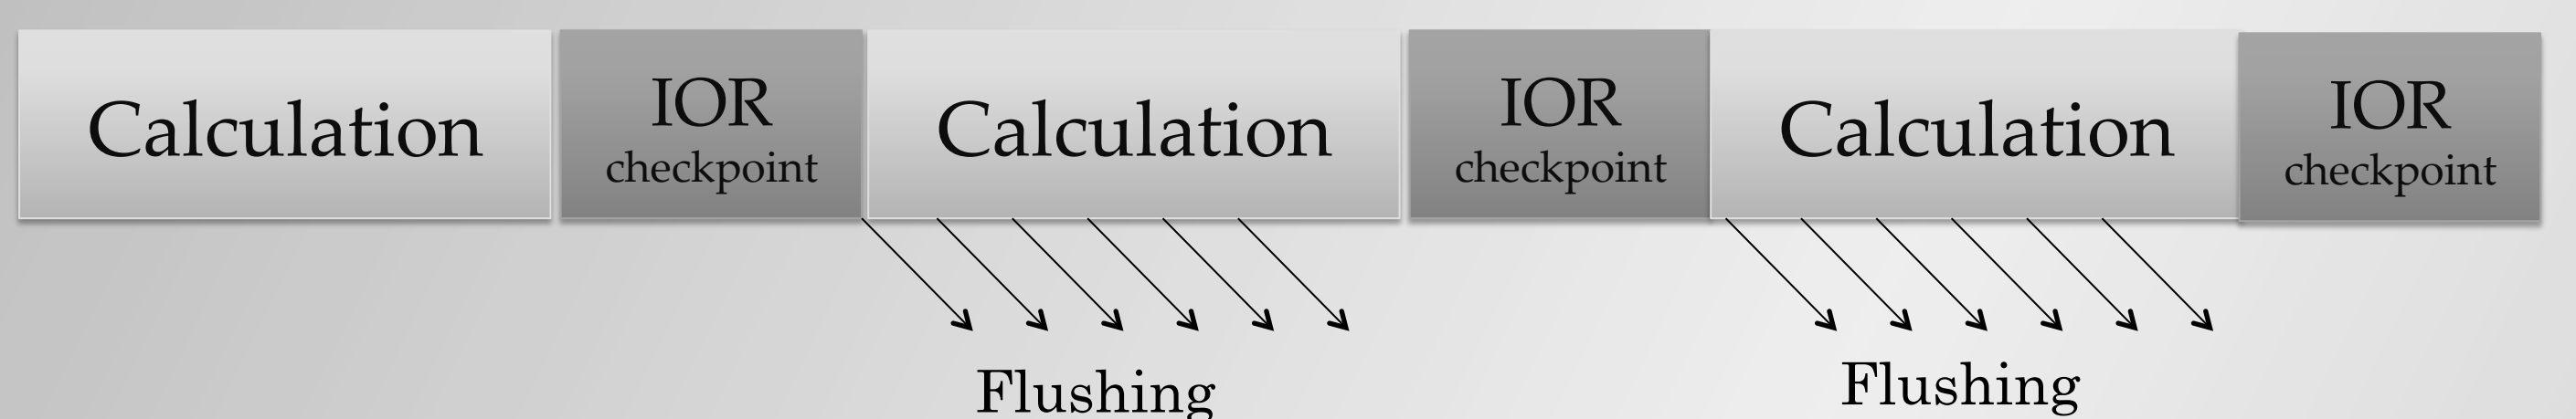 Calculation
IOR
checkpoint
Calculation
IOR
checkpoint
Calculation
IOR
checkpoint
Flushing
Flushing